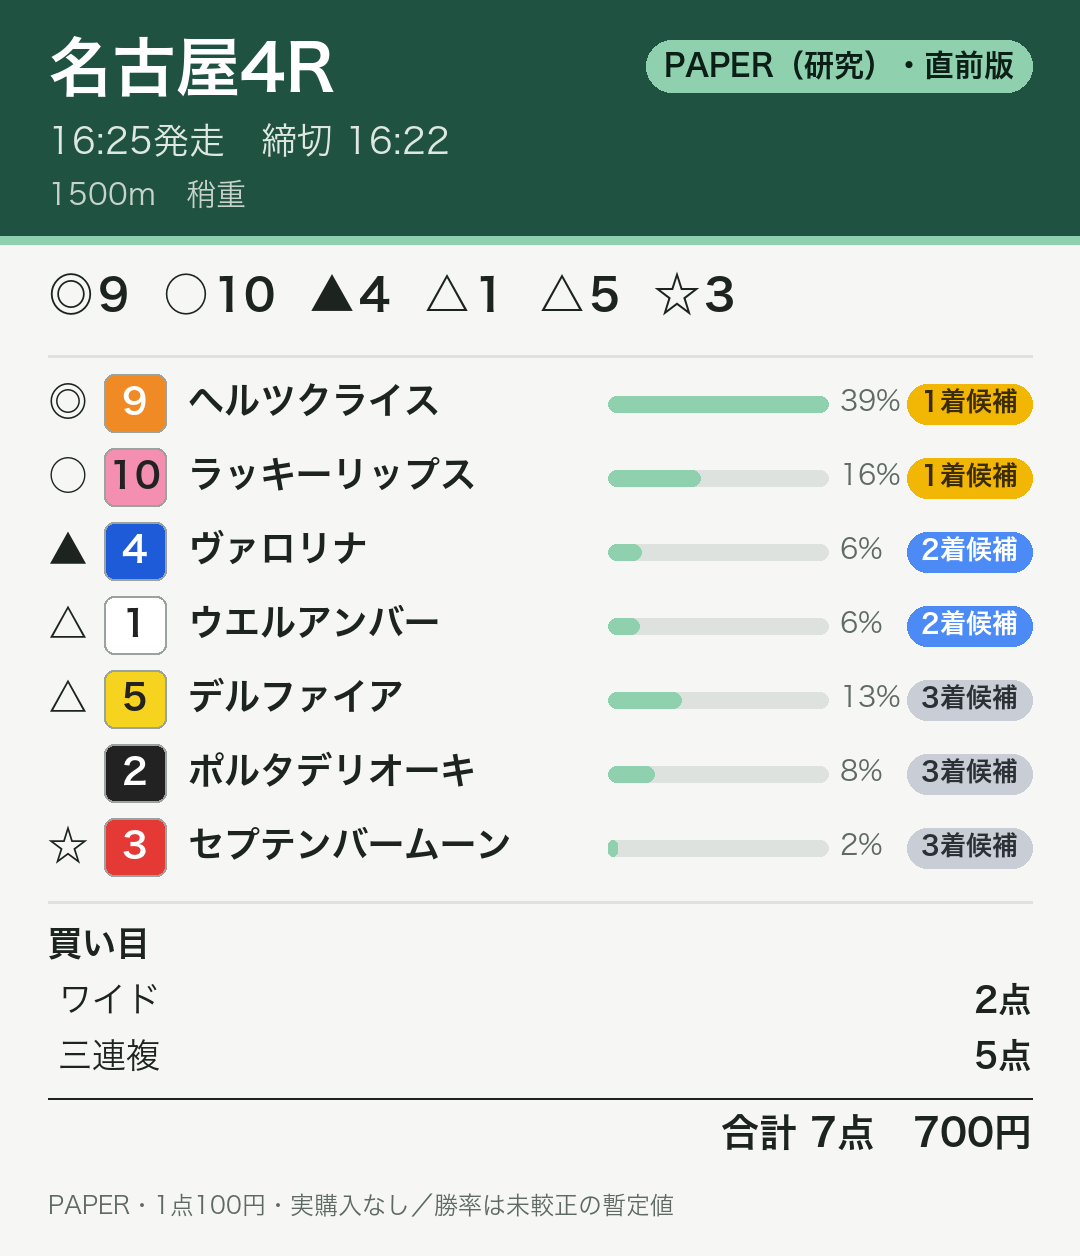 名古屋4R
PAPER（研究）・直前版
16:25発走　締切 16:22
1500m　稍重
◎9 ○10 ▲4 △1 △5 ☆3
◎ 9 ヘルツクライス 39% 1着候補
○ 10 ラッキーリップス 16% 1着候補
▲ 4 ヴァロリナ 6% 2着候補
△ 1 ウエルアンバー 6% 2着候補
△ 5 デルファイア 13% 3着候補
2 ポルタデリオーキ 8% 3着候補
☆ 3 セプテンバームーン 2% 3着候補
買い目
ワイド 2点
三連複 5点
合計 7点　700円
PAPER・1点100円・実購入なし／勝率は未較正の暫定値